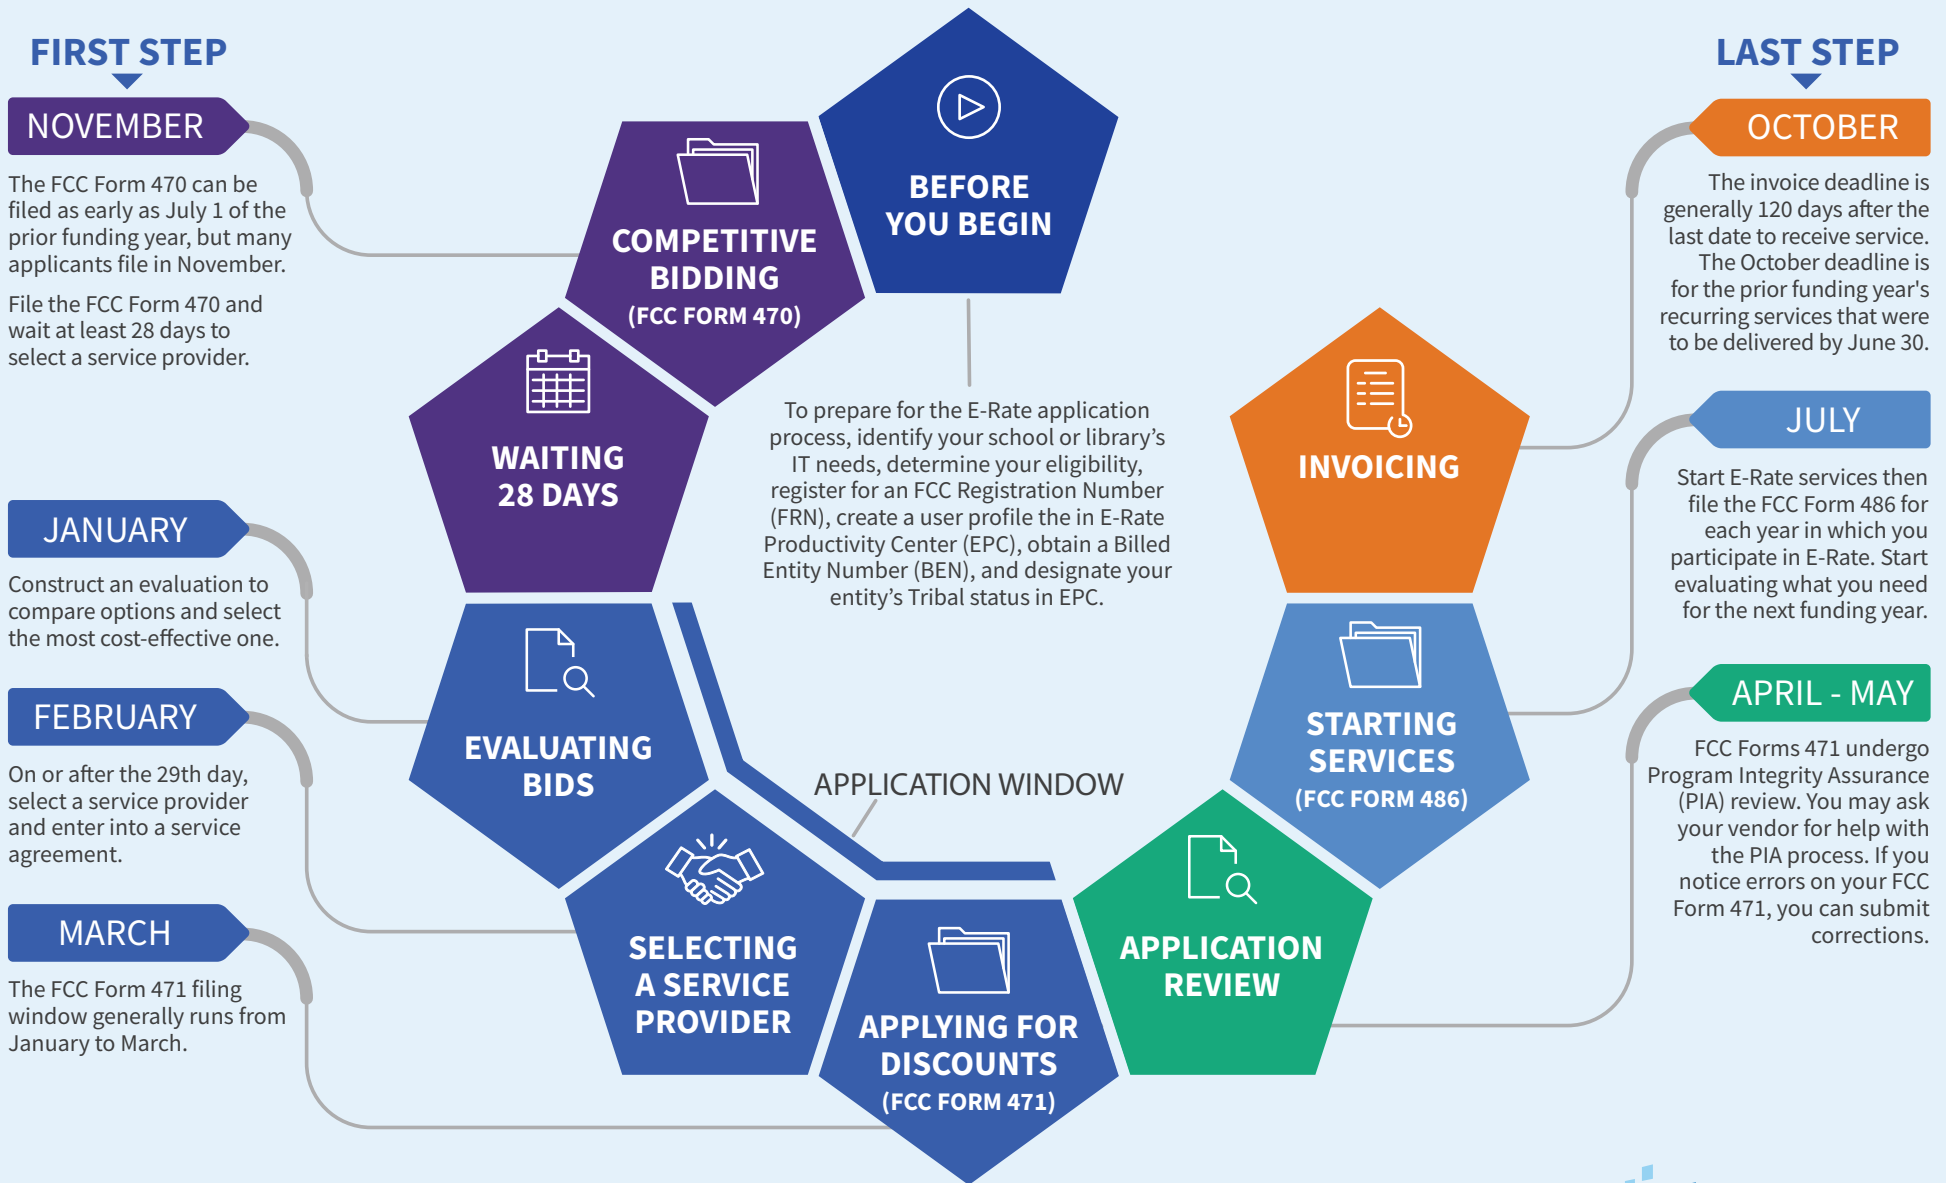 FIRST STEP
NOVEMBER
The FCC Form 470 can be
filed as early as July 1 of the
prior funding year, but many
applicants file in November.
File the FCC Form 470 and
wait at least 28 days to
select a service provider.
JANUARY
Construct an evaluation to
compare options and select
the most cost-effective one.
FEBRUARY
On or after the 29th day,
select a service provider
and enter into a service
agreement.
MARCH
The FCC Form 471 filing
window generally runs from
January to March.
BEFORE
YOU BEGIN
To prepare for the E-Rate application
process, identify your school or library’s
IT needs, determine your eligibility,
register for an FCC Registration Number
(FRN), create a user profile the in E-Rate
Productivity Center (EPC), obtain a Billed
Entity Number (BEN), and designate your
entity’s Tribal status in EPC.
COMPETITIVE
BIDDING
(FCC FORM 470)
WAITING
28 DAYS
EVALUATING
BIDS
SELECTING
A SERVICE
PROVIDER
APPLICATION WINDOW
APPLYING FOR
DISCOUNTS
(FCC FORM 471)
APPLICATION
REVIEW
STARTING
SERVICES
(FCC FORM 486)
INVOICING
LAST STEP
OCTOBER
The invoice deadline is
generally 120 days after the
last date to receive service.
The October deadline is
for the prior funding year's
recurring services that were
to be delivered by June 30.
JULY
Start E-Rate services then
file the FCC Form 486 for
each year in which you
participate in E-Rate. Start
evaluating what you need
for the next funding year.
APRIL - MAY
FCC Forms 471 undergo
Program Integrity Assurance
(PIA) review. You may ask
your vendor for help with
the PIA process. If you
notice errors on your FCC
Form 471, you can submit
corrections.